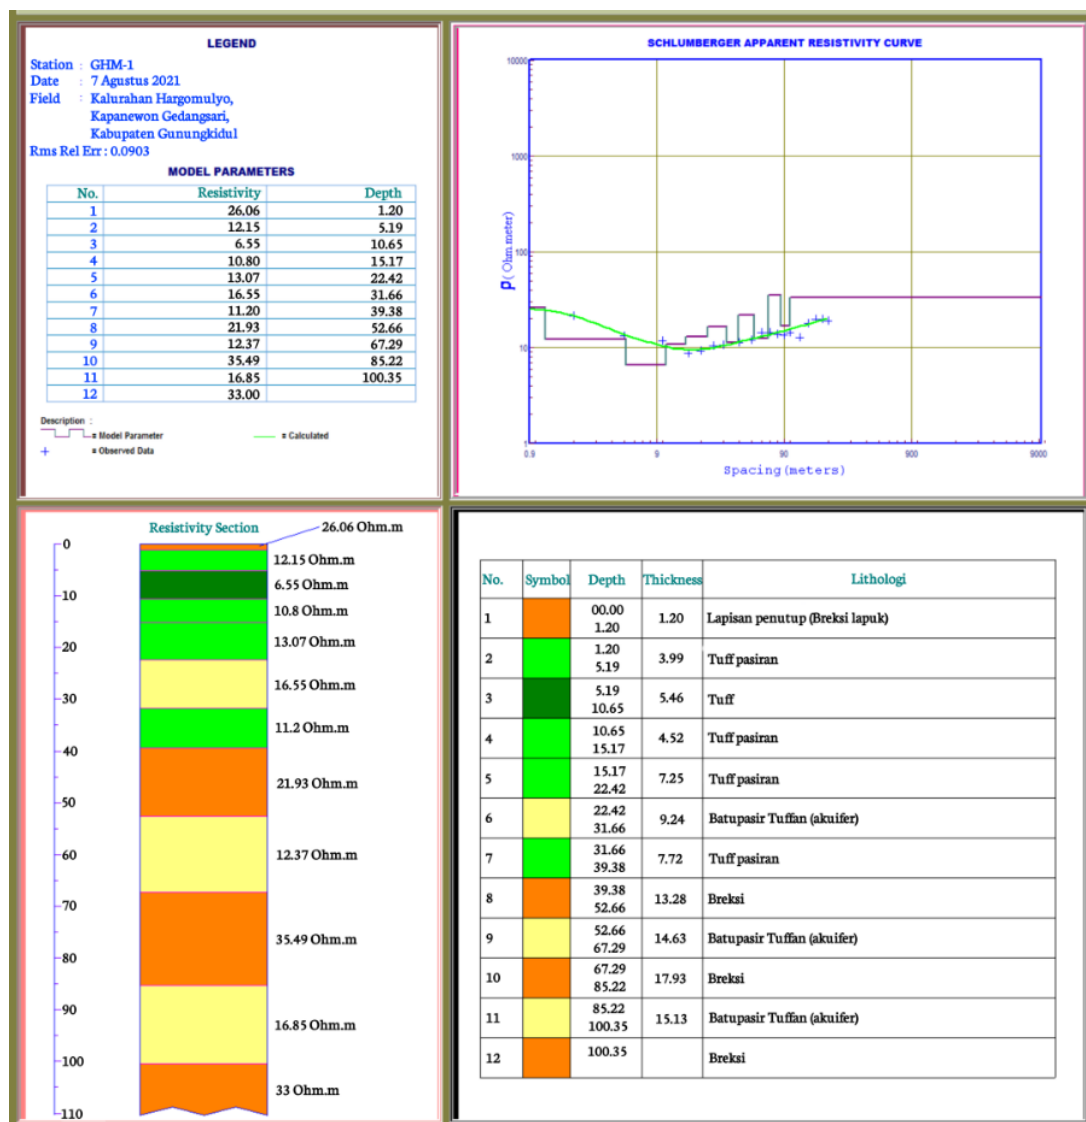 LEGEND
Station : GHM-1
Date : 7 Agustus 2021
Field : Kalurahan Hargomulyo,
Kapanewon Gedangsari,
Kabupaten Gunungkidul
Rms Rel Err : 0.0903
MODEL PARAMETERS
No. Resistivity Depth
1 26.06 1.20
2 12.15 5.19
3 6.55 10.65
4 10.80 15.17
5 13.07 22.42
6 16.55 31.66
7 11.20 39.38
8 21.93 52.66
9 12.37 67.29
10 35.49 85.22
11 16.85 100.35
12 33.00
Description :
= Model Parameter = Calculated
+ = Observed Data
SCHLUMBERGER APPARENT RESISTIVITY CURVE
10000
1000
100
10
1
ρ( Ohm.meter)
0.9 9 90 900 9000
Spacing(meters)
Resistivity Section
0
10
20
30
40
50
60
70
80
90
100
110
26.06 Ohm.m
12.15 Ohm.m
6.55 Ohm.m
10.8 Ohm.m
13.07 Ohm.m
16.55 Ohm.m
11.2 Ohm.m
21.93 Ohm.m
12.37 Ohm.m
35.49 Ohm.m
16.85 Ohm.m
33 Ohm.m
No. Symbol Depth Thickness Lithologi
1 00.00 1.20 1.20 Lapisan penutup (Breksi lapuk)
2 1.20 5.19 3.99 Tuff pasiran
3 5.19 10.65 5.46 Tuff
4 10.65 15.17 4.52 Tuff pasiran
5 15.17 22.42 7.25 Tuff pasiran
6 22.42 31.66 9.24 Batupasir Tuffan (akuifer)
7 31.66 39.38 7.72 Tuff pasiran
8 39.38 52.66 13.28 Breksi
9 52.66 67.29 14.63 Batupasir Tuffan (akuifer)
10 67.29 85.22 17.93 Breksi
11 85.22 100.35 15.13 Batupasir Tuffan (akuifer)
12 100.35 Breksi